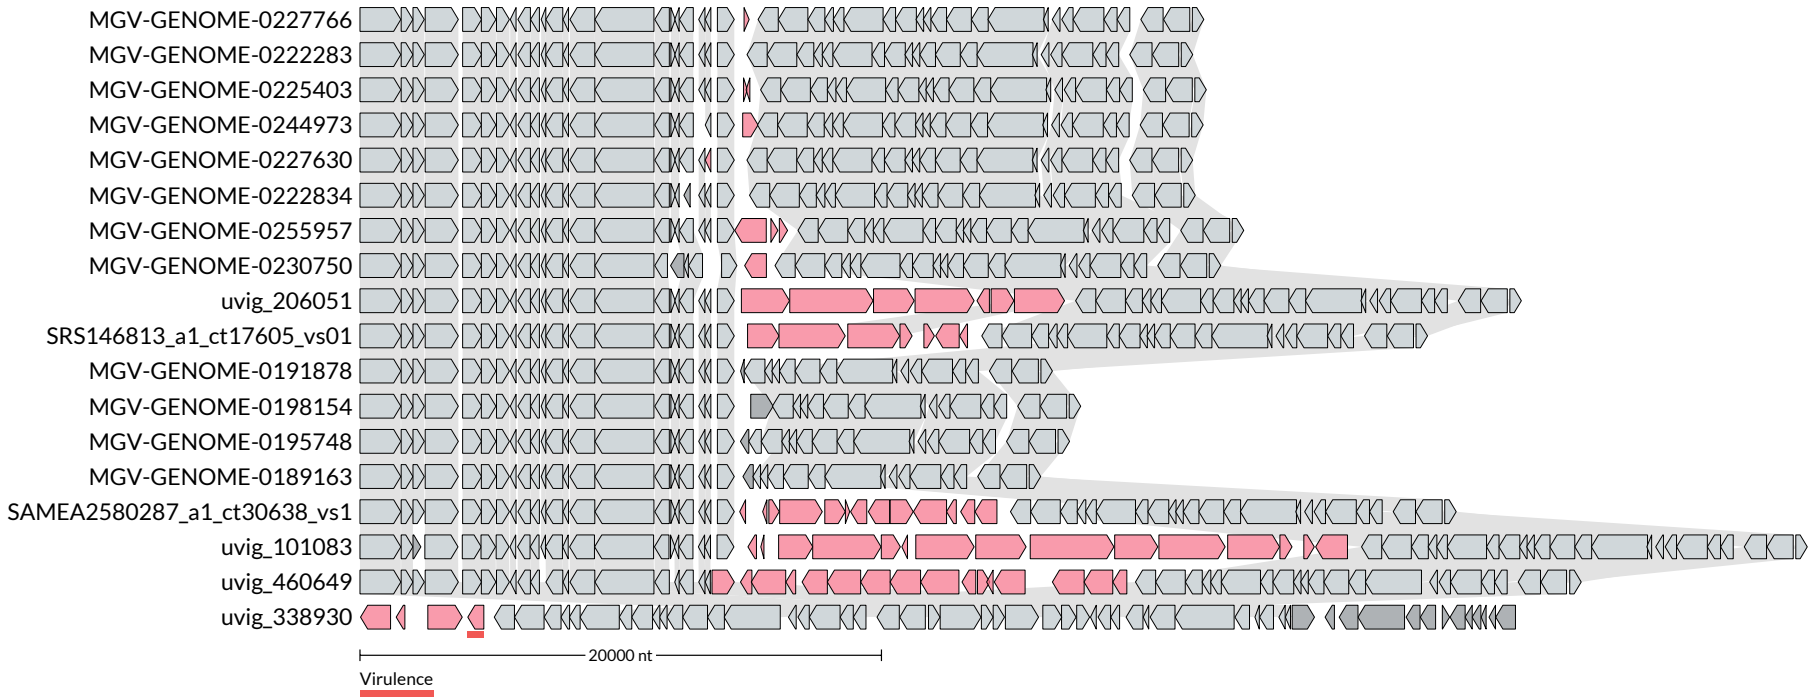 MGV-GENOME-0227766
MGV-GENOME-0222283
MGV-GENOME-0225403
MGV-GENOME-0244973
MGV-GENOME-0227630
MGV-GENOME-0222834
MGV-GENOME-0255957
MGV-GENOME-0230750
uvig_206051
SRS146813_a1_ct17605_vs01
MGV-GENOME-0191878
MGV-GENOME-0198154
MGV-GENOME-0195748
MGV-GENOME-0189163
SAMEA2580287_a1_ct30638_vs1
uvig_101083
uvig_460649
uvig_338930
20000 nt
Virulence